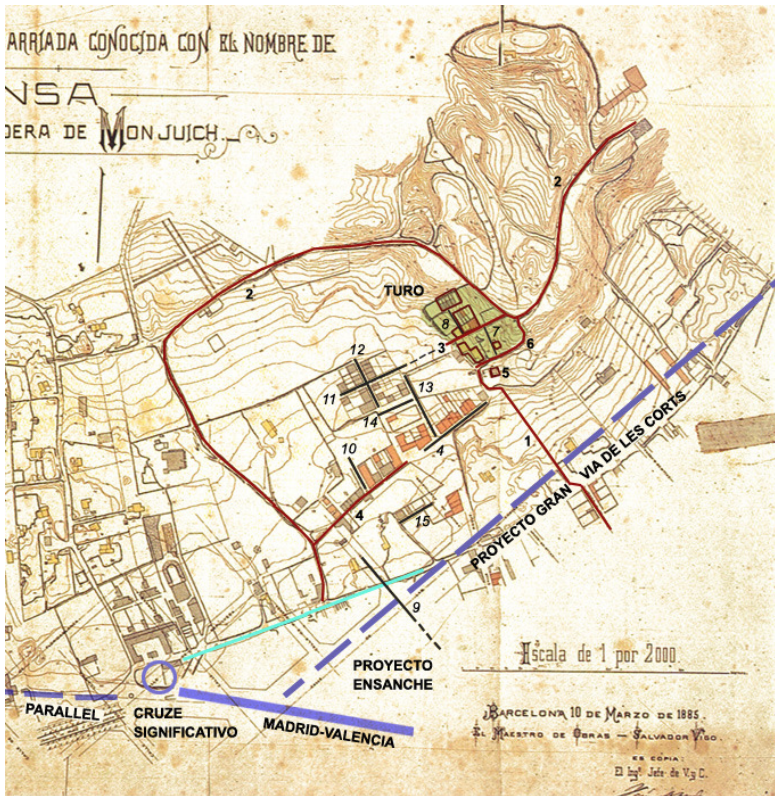 ARRIADA CONOCIDA CON EL NOMBRE DE
NSA
DERA DE MONJUICH.
2
2
TURO
8
7
3
6
5
12
11
13
14
4
1
10
4
15
9
PROYECTO GRAN VIA DE LES CORTS
PROYECTO
ENSANCHE
Escala de 1 por 2000
PARALLEL
CRUZE
SIGNIFICATIVO
MADRID-VALENCIA
BARCELONA 10 DE MARZO DE 1885.
EL MAESTRO DE OBRAS — SALVADOR VISO.
ES COPIA:
El Ingº Jefe de V. y C.